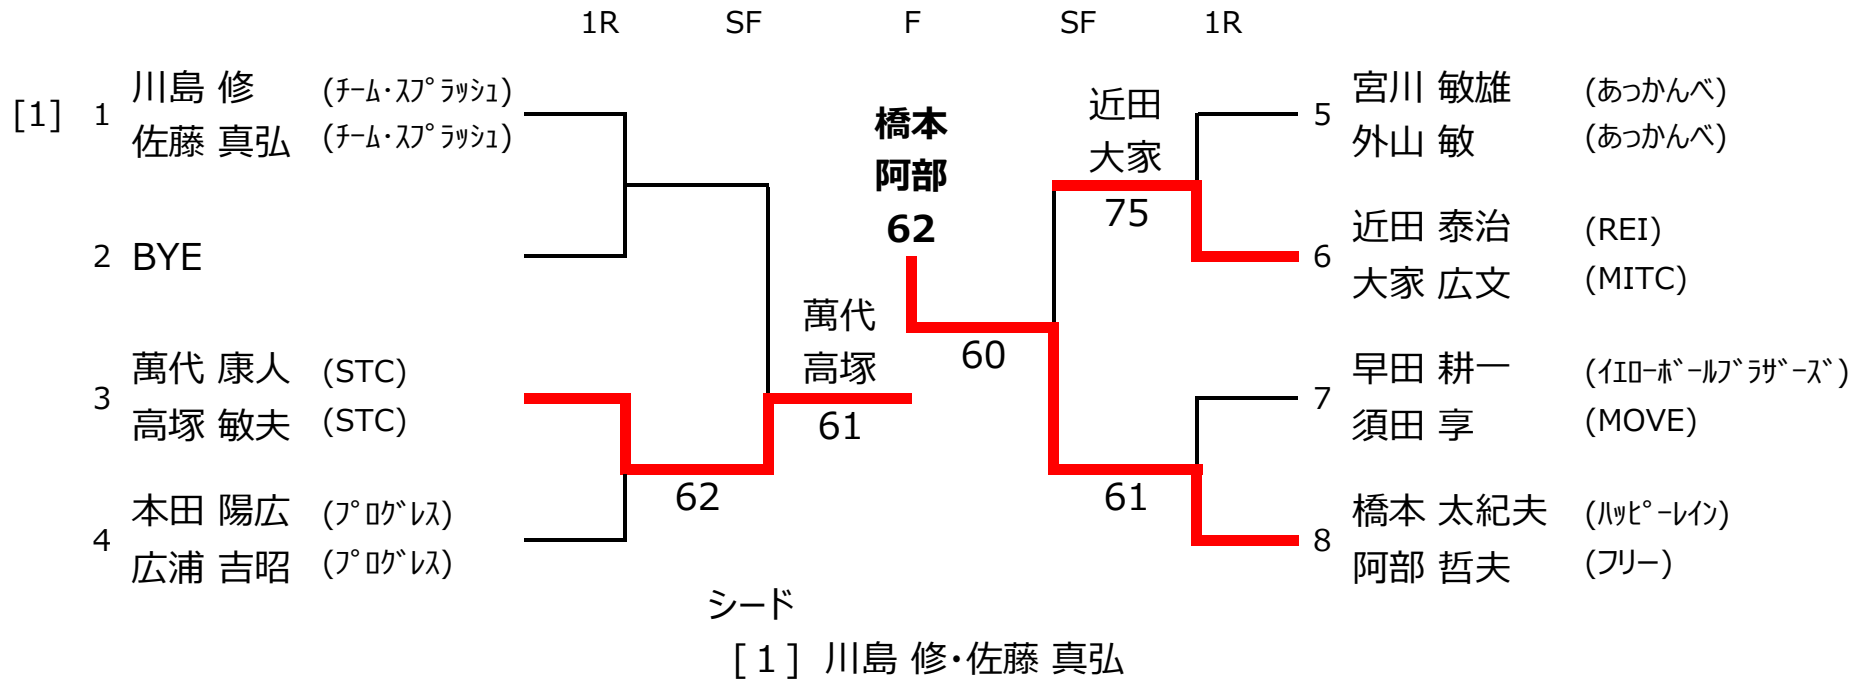 1R SF F SF 1R
[1] 1 川島 修 (ﾁｰﾑ･ｽﾌﾟﾗｯｼｭ)
佐藤 真弘 (ﾁｰﾑ･ｽﾌﾟﾗｯｼｭ)
2 BYE
3 萬代 康人 (STC)
高塚 敏夫 (STC)
4 本田 陽広 (ﾌﾟﾛｸﾞﾚｽ)
広浦 吉昭 (ﾌﾟﾛｸﾞﾚｽ)
62
萬代
高塚
61
橋本
阿部
62
60
近田
大家
75
61
5 宮川 敏雄 (あっかんべ)
外山 敏 (あっかんべ)
6 近田 泰治 (REI)
大家 広文 (MITC)
7 早田 耕一 (ｲｴﾛｰﾎﾞｰﾙﾌﾞﾗｻﾞｰｽﾞ)
須田 享 (MOVE)
8 橋本 太紀夫 (ﾊｯﾋﾟｰﾚｲﾝ)
阿部 哲夫 (フリー)
シード
[ 1 ] 川島 修･佐藤 真弘